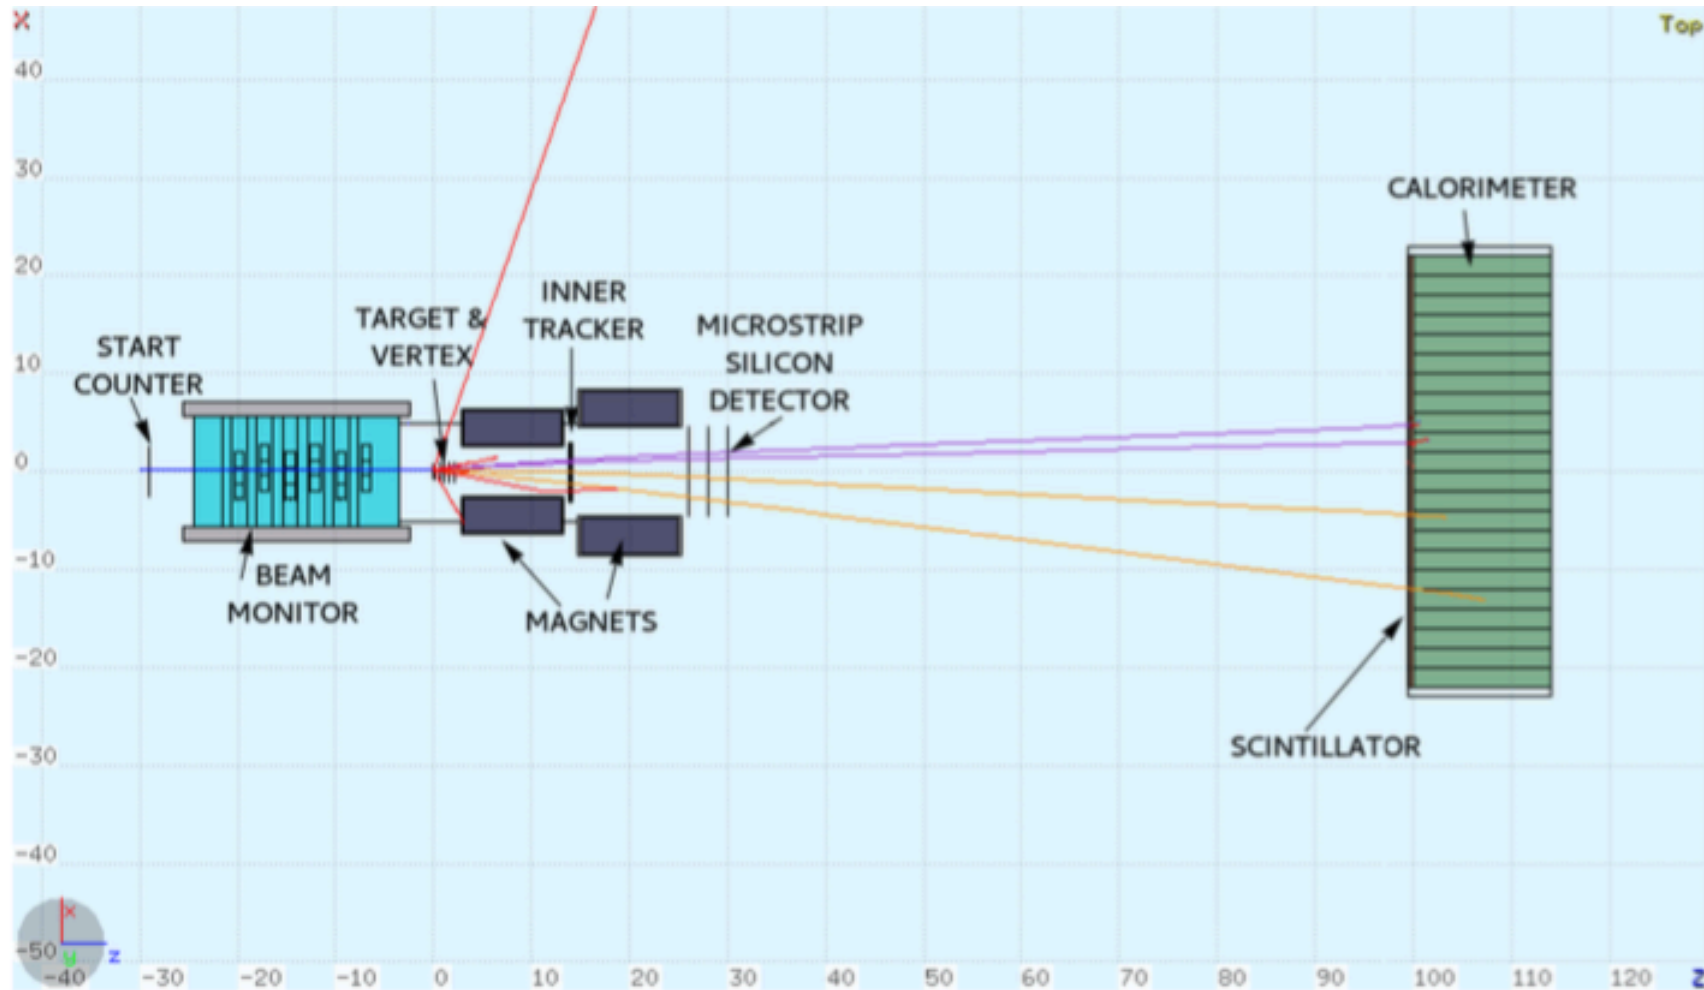 X
Top
40
30
CALORIMETER
20
INNER
TRACKER
TARGET &
VERTEX
MICROSTRIP
SILICON
DETECTOR
START
COUNTER
10
0
-10
BEAM
MONITOR
MAGNETS
-20
SCINTILLATOR
-30
-40
-50
x
y
z
-40 -30 -20 -10 0 10 20 30 40 50 60 70 80 90 100 110 120 Z